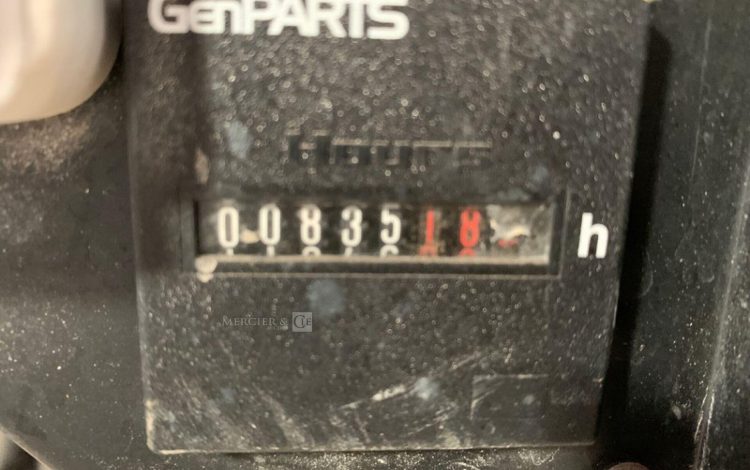 GenPARTS
Hours
0083518 h
MERCIER & CIE